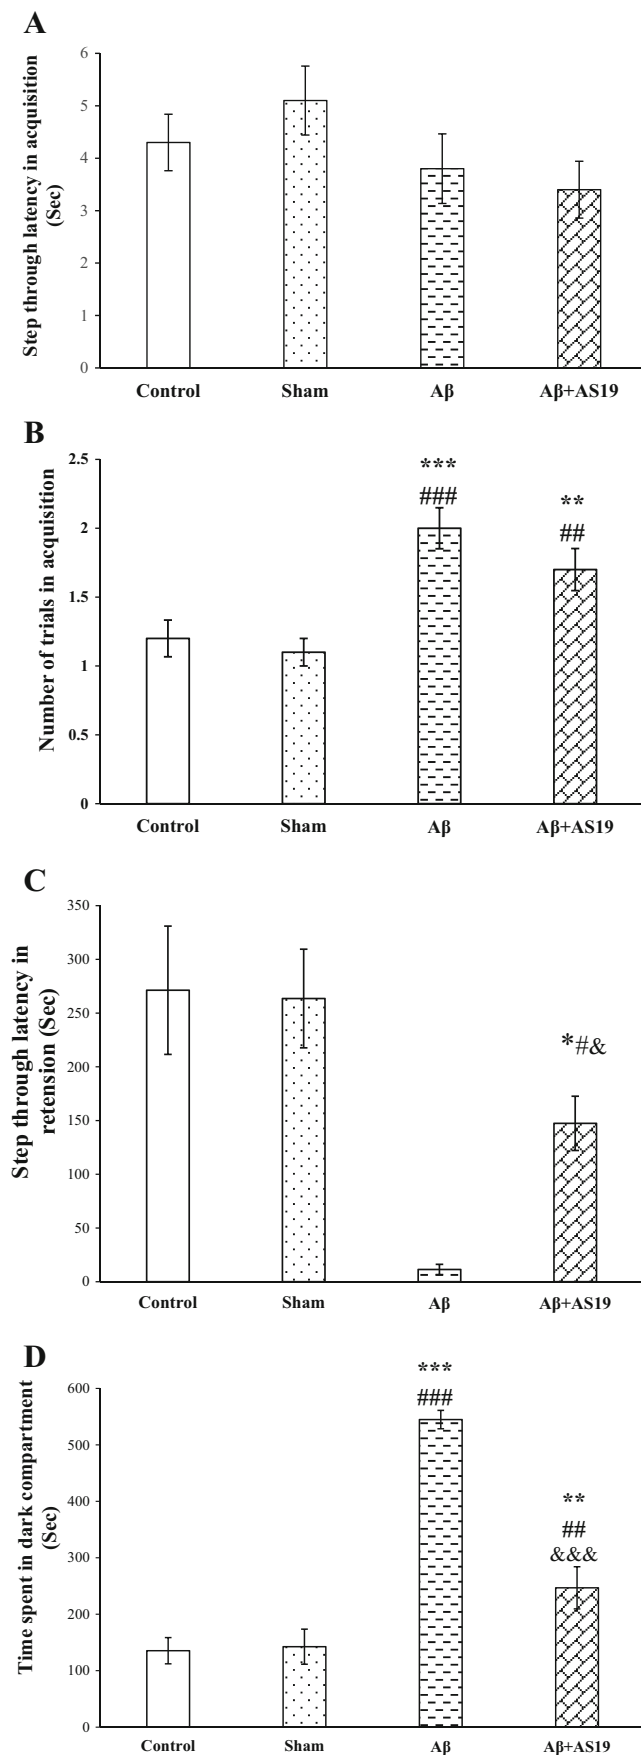 A
Step through latency in acquisition
(Sec)
6
5
4
3
2
1
0
Control Sham Aβ Aβ+AS19
B
Number of trials in acquisition
2.5
2
1.5
1
0.5
0
***
###
**
##
Control Sham Aβ Aβ+AS19
C
Step through latency in
retension (Sec)
350
300
250
200
150
100
50
0
*#&
Control Sham Aβ Aβ+AS19
D
Time spent in dark compartment
(Sec)
600
500
400
300
200
100
0
***
###
**
##
&&&
Control Sham Aβ Aβ+AS19